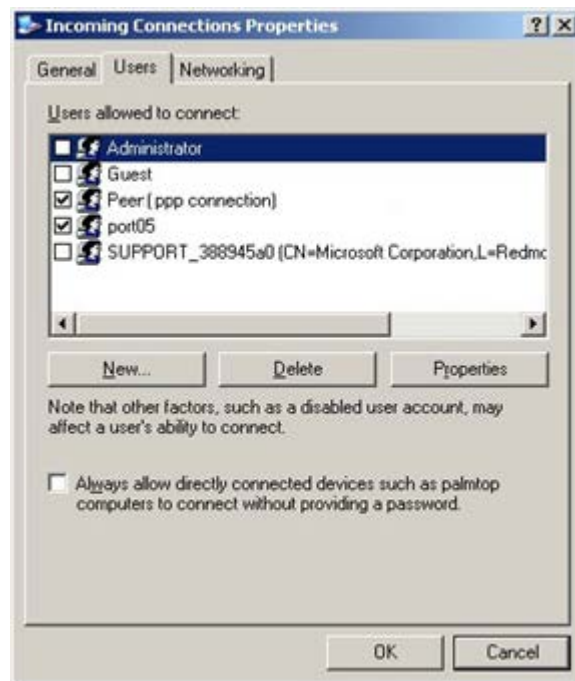 Incoming Connections Properties
General Users Networking
Users allowed to connect:
Administrator
Guest
Peer (ppp connection)
port05
SUPPORT_388945a0 (CN=Microsoft Corporation,L=Redmo
New... Delete Properties
Note that other factors, such as a disabled user account, may
affect a user's ability to connect.
Always allow directly connected devices such as palmtop
computers to connect without providing a password.
OK Cancel